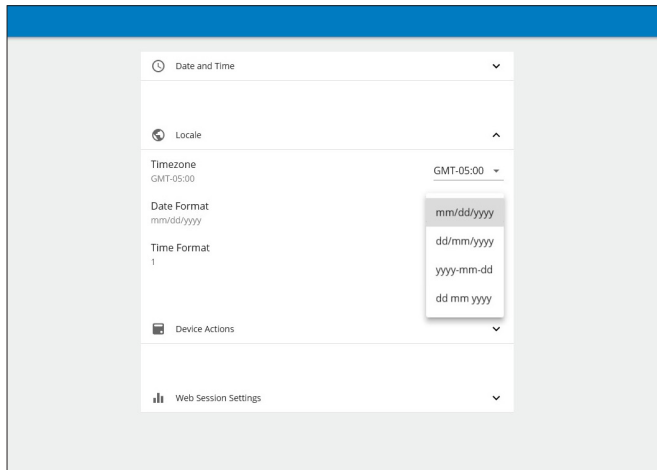 Date and Time
Locale
Timezone
GMT-05:00
GMT-05:00
Date Format
mm/dd/yyyy
Time Format
1
mm/dd/yyyy
dd/mm/yyyy
yyyy-mm-dd
dd mm yyyy
Device Actions
Web Session Settings